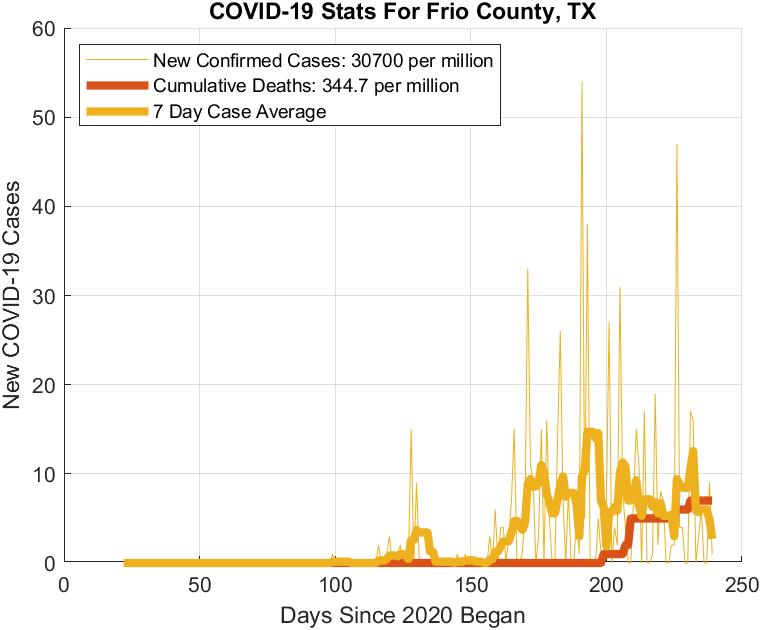 COVID-19 Stats For Frio County, TX
New Confirmed Cases: 30700 per million
Cumulative Deaths: 344.7 per million
7 Day Case Average
New COVID-19 Cases
60
50
40
30
20
10
0
0 50 100 150 200 250
Days Since 2020 Began